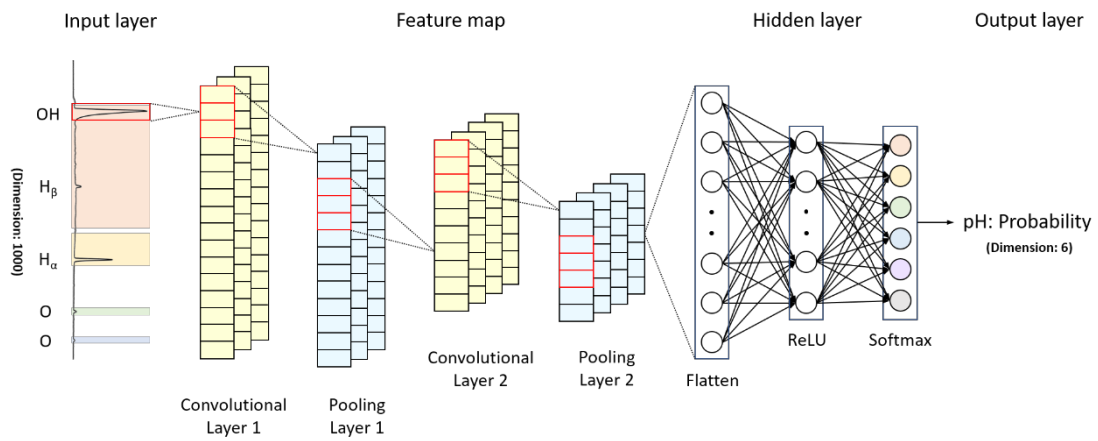 Input layer
Feature map
Hidden layer
Output layer
OH
Hβ
Hα
O
O
(Dimension: 1000)
Convolutional
Layer 1
Pooling
Layer 1
Convolutional
Layer 2
Pooling
Layer 2
Flatten
ReLU
Softmax
pH: Probability
(Dimension: 6)